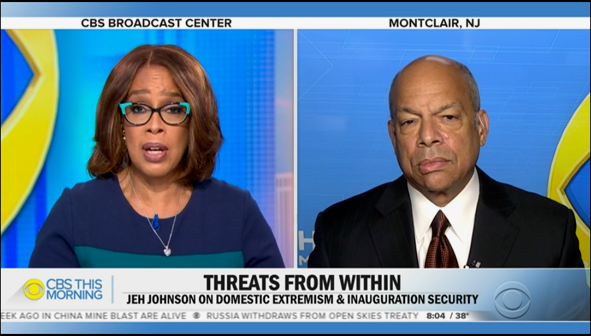 CBS BROADCAST CENTER
MONTCLAIR, NJ
CBS THIS
MORNING
THREATS FROM WITHIN
JEH JOHNSON ON DOMESTIC EXTREMISM & INAUGURATION SECURITY
EEK AGO IN CHINA MINE BLAST ARE ALIVE RUSSIA WITHDRAWS FROM OPEN SKIES TREATY 8:04 / 38°